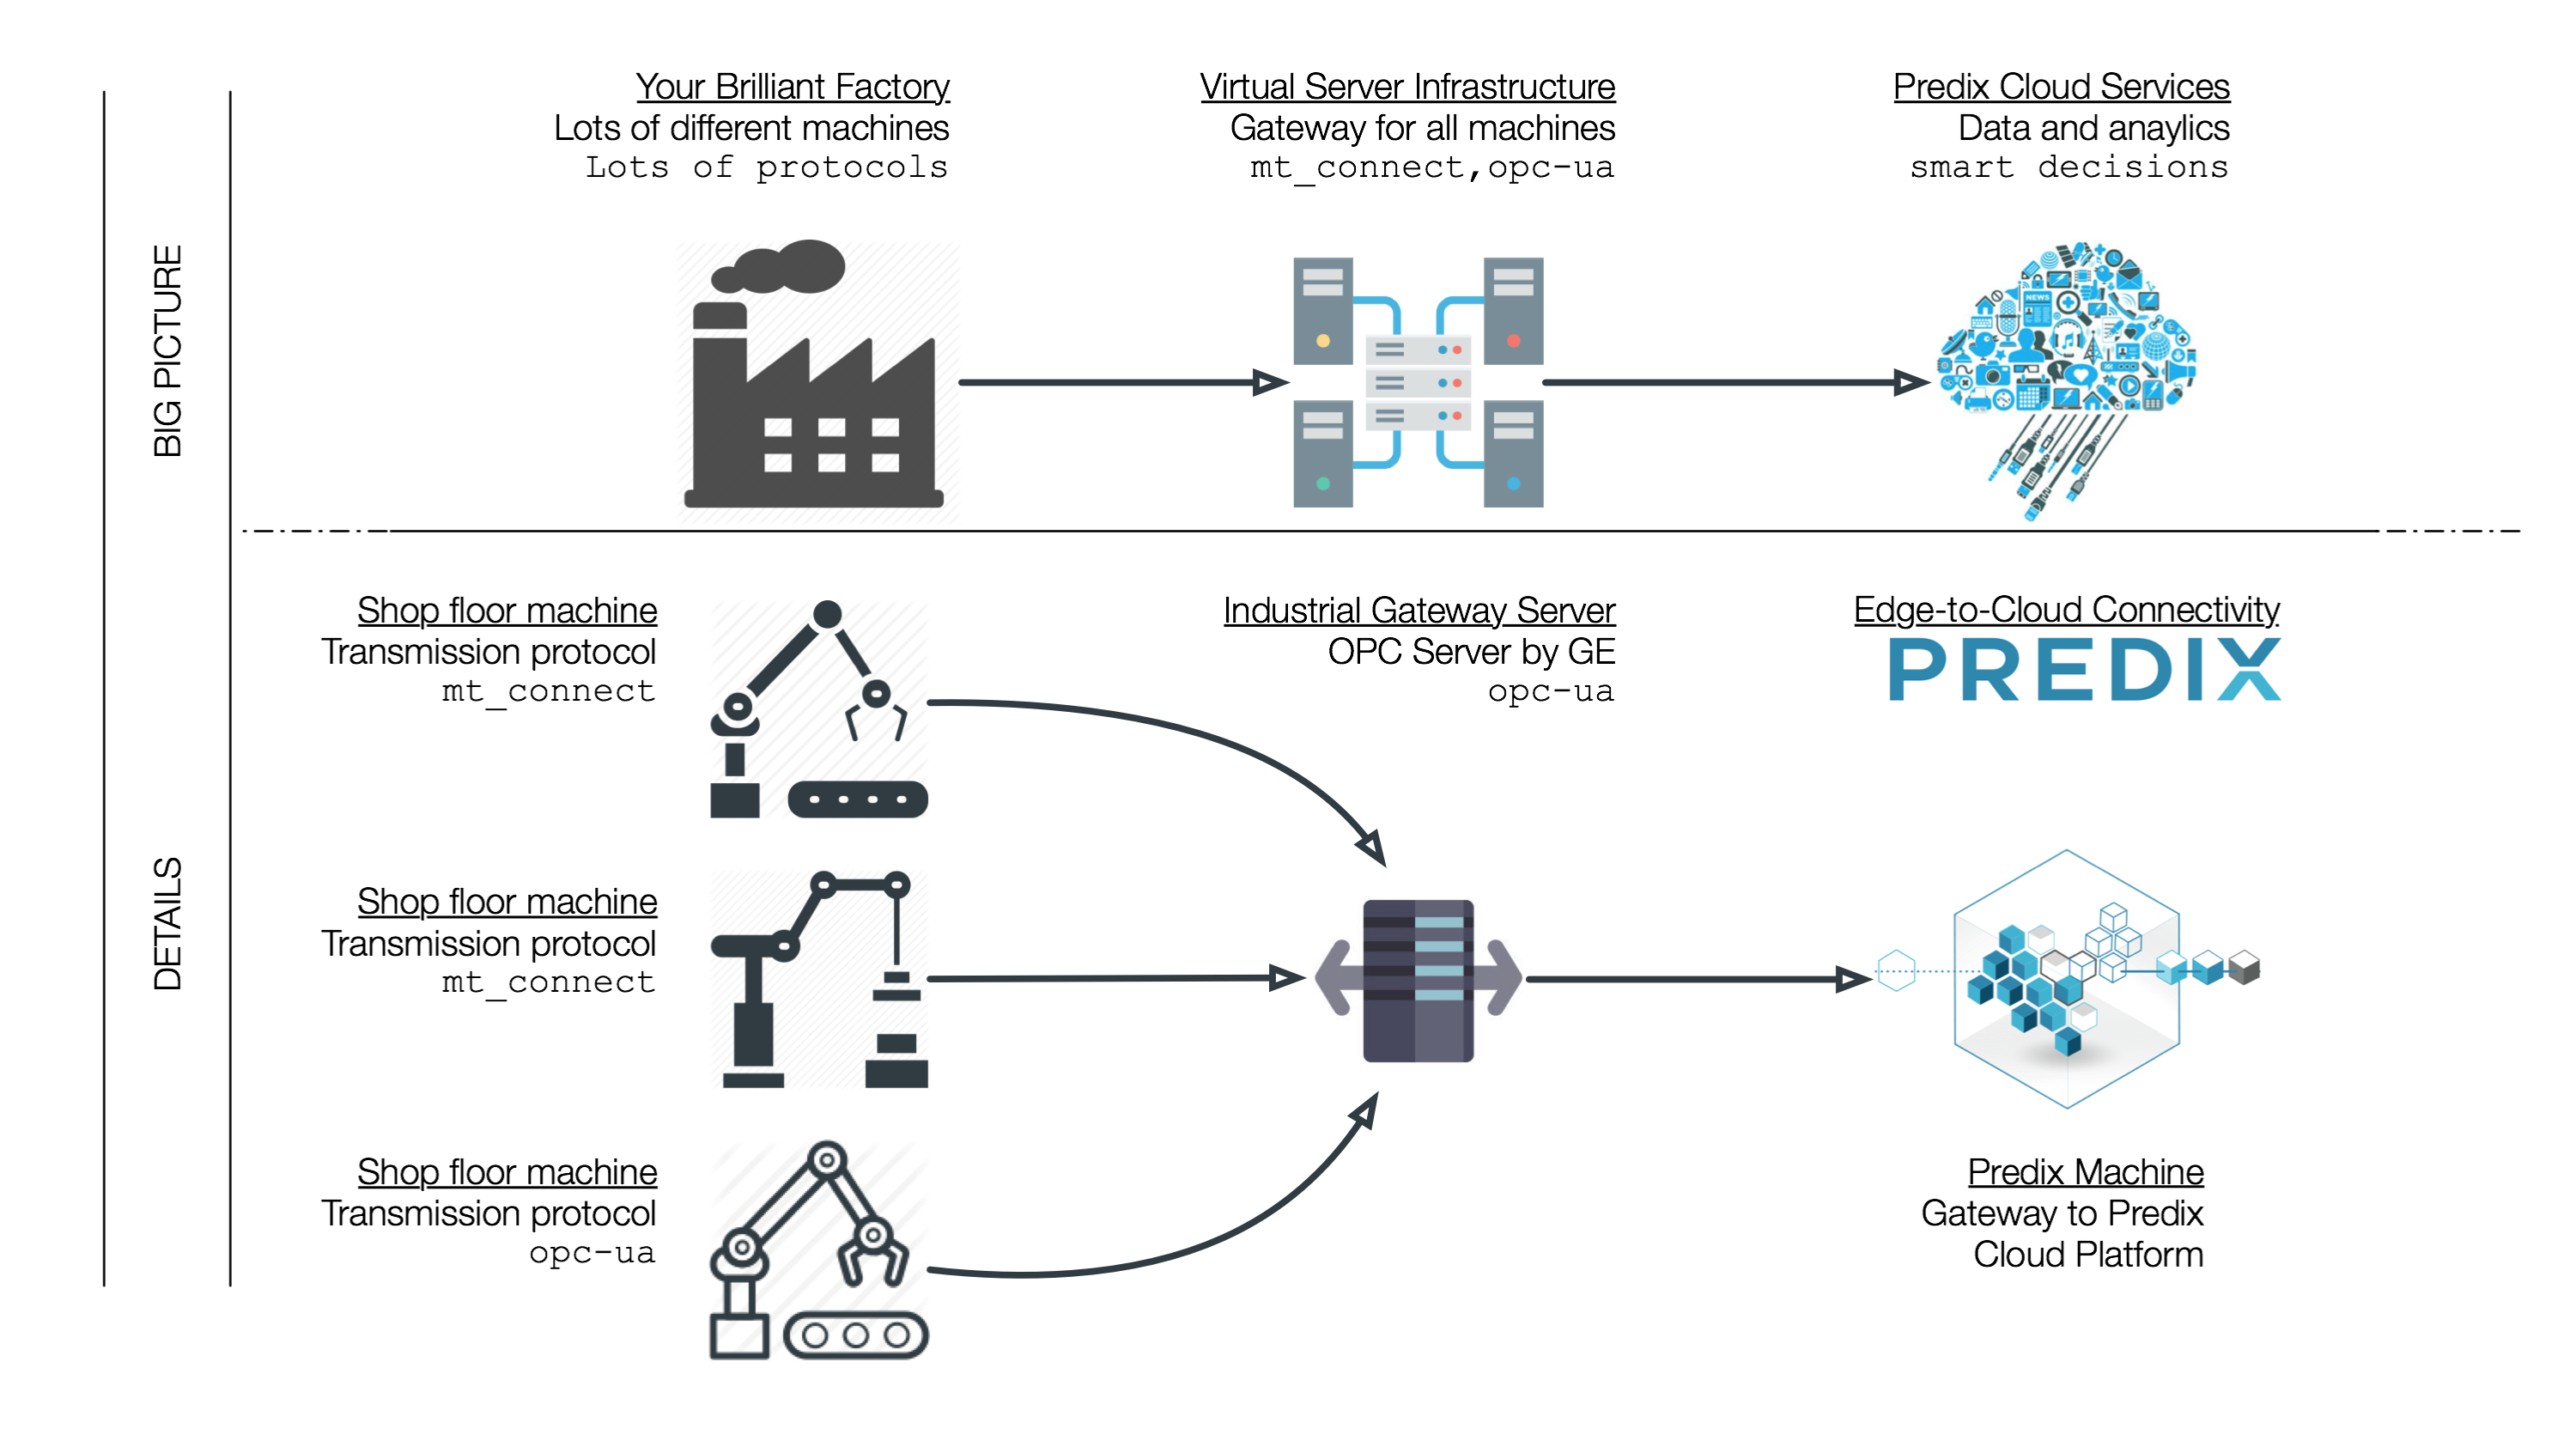 BIG PICTURE
Your Brilliant Factory
Lots of different machines
Lots of protocols
Virtual Server Infrastructure
Gateway for all machines
mt_connect,opc-ua
Predix Cloud Services
Data and anaylics
smart decisions
NEWS
DETAILS
Shop floor machine
Transmission protocol
mt_connect
Shop floor machine
Transmission protocol
mt_connect
Shop floor machine
Transmission protocol
opc-ua
Industrial Gateway Server
OPC Server by GE
opc-ua
Edge-to-Cloud Connectivity
PREDIX
Predix Machine
Gateway to Predix
Cloud Platform